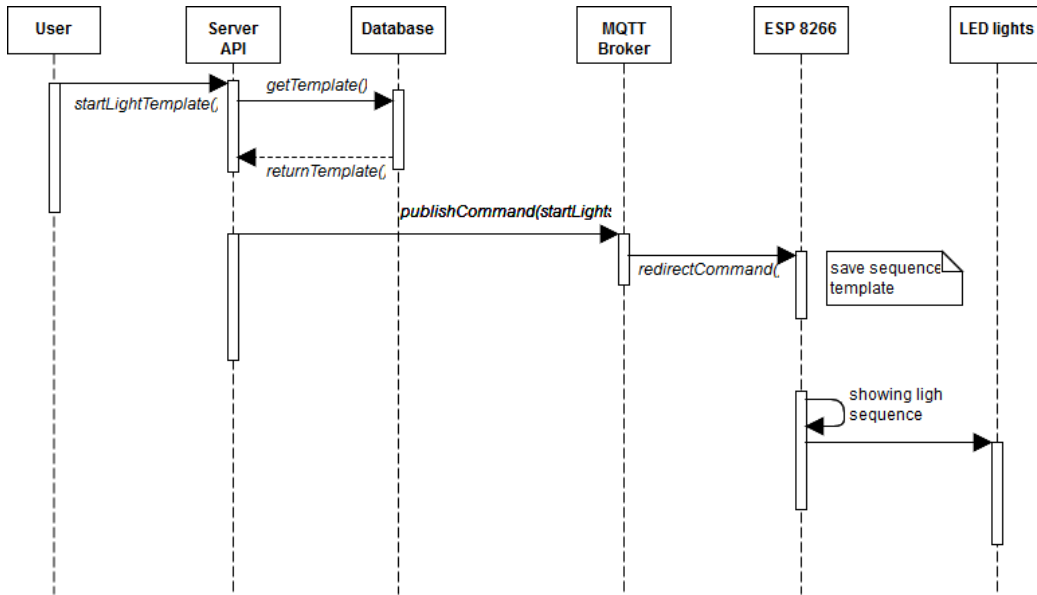 User
Server
API
Database
MQTT
Broker
ESP 8266
LED lights
startLightTemplate(
getTemplate()
returnTemplate()
publishCommand(startLights
redirectCommand(
save sequence
template
showing ligh
sequence